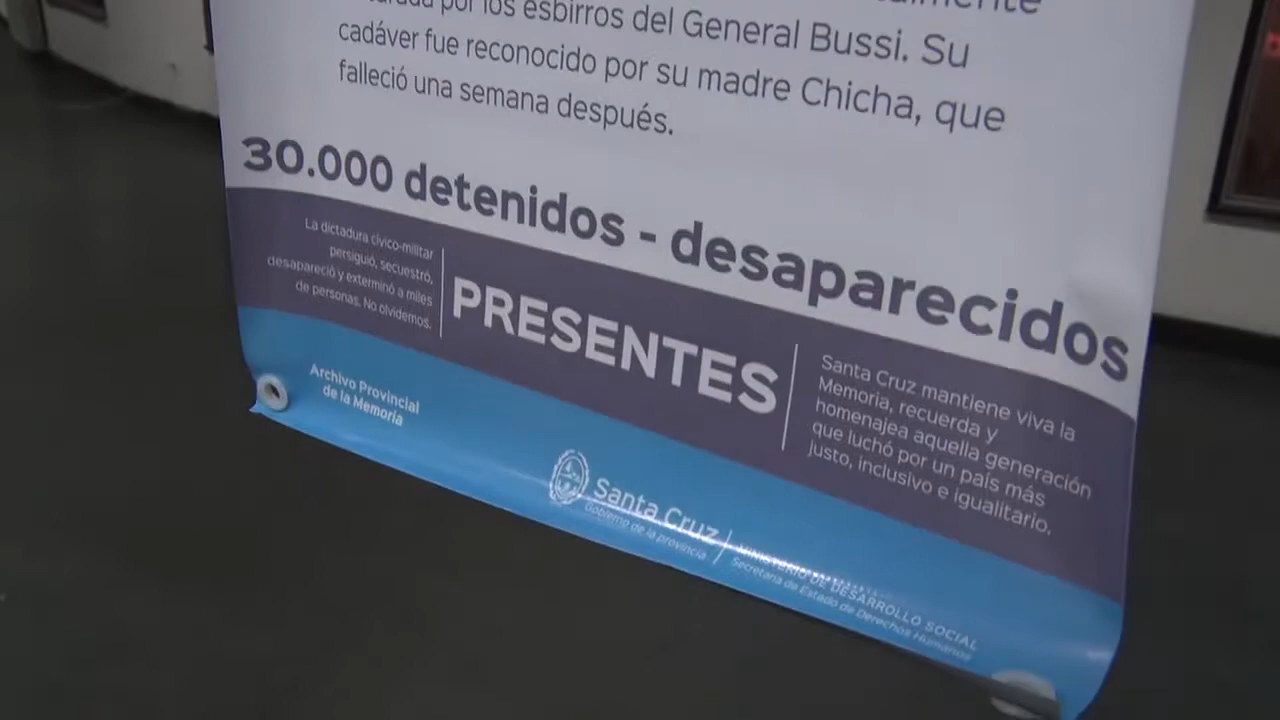 por los esbirros del General Bussi. Su
cadáver fue reconocido por su madre Chicha, que
falleció una semana después.
30.000 detenidos - desaparecidos
La dictadura cívico-militar
persiguió, secuestró,
desapareció y exterminó a miles
de personas. No olvidemos.
PRESENTES
Santa Cruz mantiene viva la
Memoria, recuerda y
homenajea aquella generación
que luchó por un país más
justo, inclusivo e igualitario.
Archivo Provincial
de la Memoria
Santa Cruz
Gobierno de la provincia
MINISTERIO DE DESARROLLO SOCIAL
Secretaría de Estado de Derechos Humanos